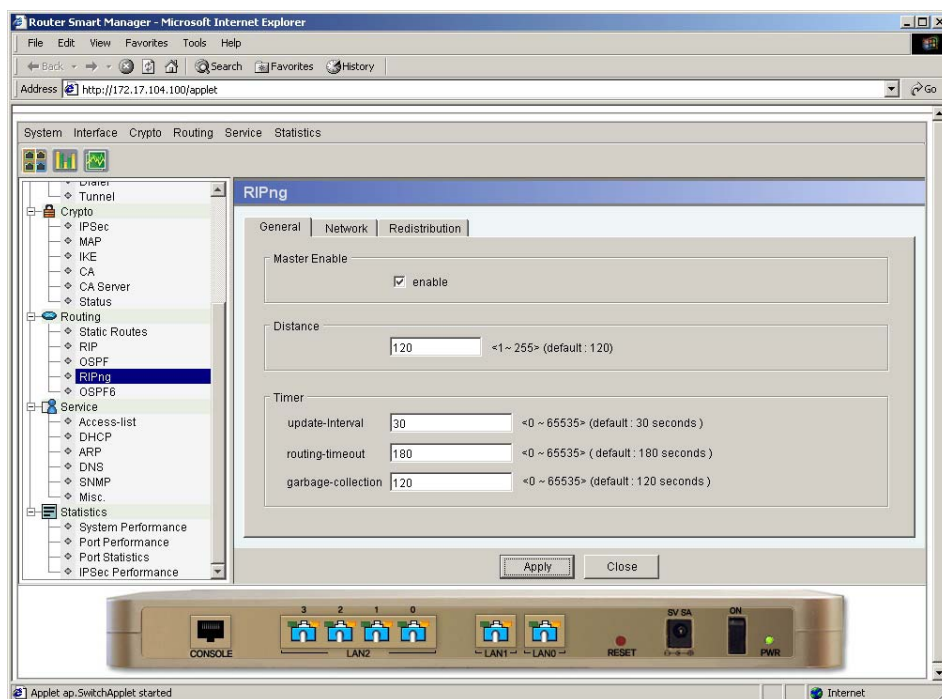 Router Smart Manager - Microsoft Internet Explorer
File Edit View Favorites Tools Help
Back Search Favorites History
Address http://172.17.104.100/applet Go
System Interface Crypto Routing Service Statistics
Dialer
Tunnel
Crypto
IPSec
MAP
IKE
CA
CA Server
Status
Routing
Static Routes
RIP
OSPF
RIPng
OSPF6
Service
Access-list
DHCP
ARP
DNS
SNMP
Misc.
Statistics
System Performance
Port Performance
Port Statistics
IPSec Performance
RIPng
General Network Redistribution
Master Enable
enable
Distance
120 <1~ 255> (default : 120)
Timer
update-Interval 30 <0 ~ 65535> (default : 30 seconds )
routing-timeout 180 <0 ~ 65535> ( default : 180 seconds )
garbage-collection 120 <0 ~ 65535> (default : 120 seconds )
Apply Close
3 2 1 0 5V 5A ON
CONSOLE LAN2 LAN1 LAN0 RESET PWR
Applet ap.SwitchApplet started Internet